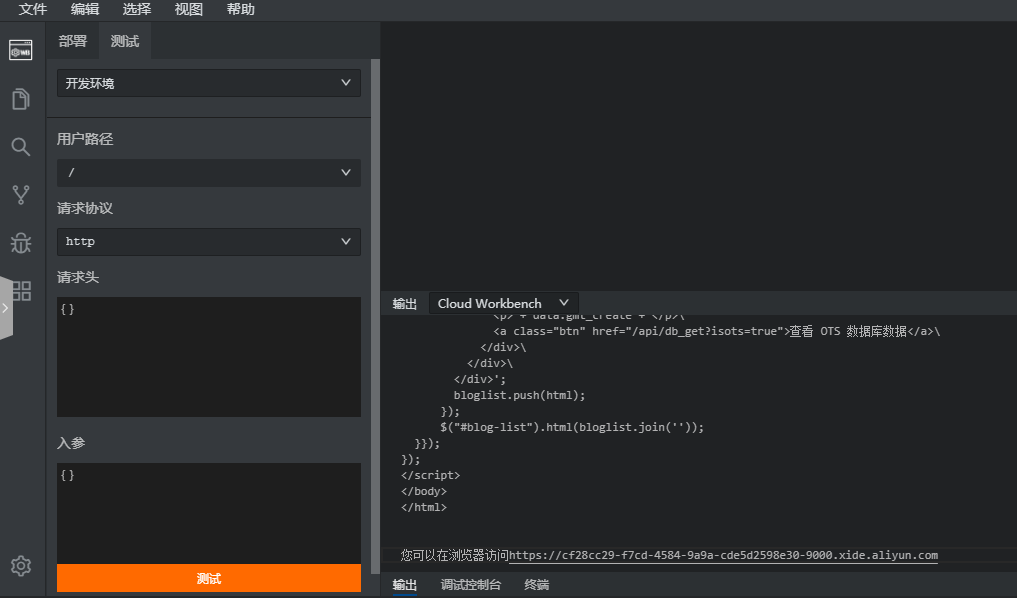 文件 编辑 选择 视图 帮助
部署 测试
开发环境
用户路径
/
请求协议
http
请求头
{}
入参
{}
测试
输出 Cloud Workbench
<p>'+ data.gmt_create +'</p>\
<a class="btn" href="/api/db_get?isots=true">查看 OTS 数据库数据</a>\
</div>\
</div>\
</div>';
bloglist.push(html);
});
$("#blog-list").html(bloglist.join(''));
}});
});
</script>
</body>
</html>
您可以在浏览器访问https://cf28cc29-f7cd-4584-9a9a-cde5d2598e30-9000.xide.aliyun.com
输出 调试控制台 终端